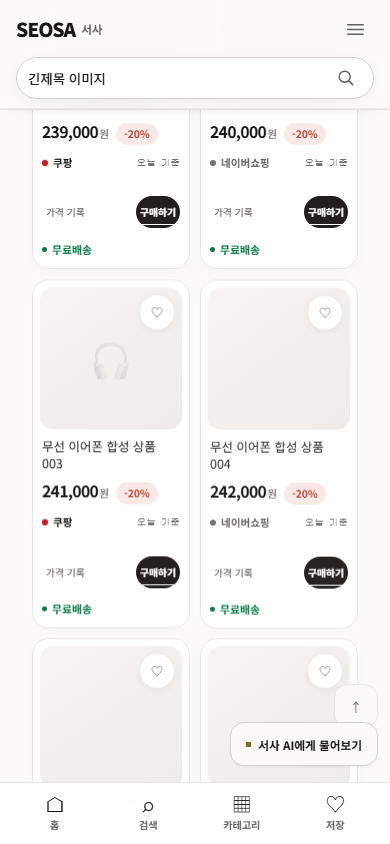 SEOSA 서사
긴제목 이미지
239,000원 -20%
쿠팡 오늘 기준
가격 기록 구매하기
무료배송
240,000원 -20%
네이버쇼핑 오늘 기준
가격 기록 구매하기
무료배송
무선 이어폰 합성 상품
003
241,000원 -20%
쿠팡 오늘 기준
가격 기록 구매하기
무료배송
무선 이어폰 합성 상품
004
242,000원 -20%
네이버쇼핑 오늘 기준
가격 기록 구매하기
무료배송
서사 AI에게 물어보기
홈 검색 카테고리 저장